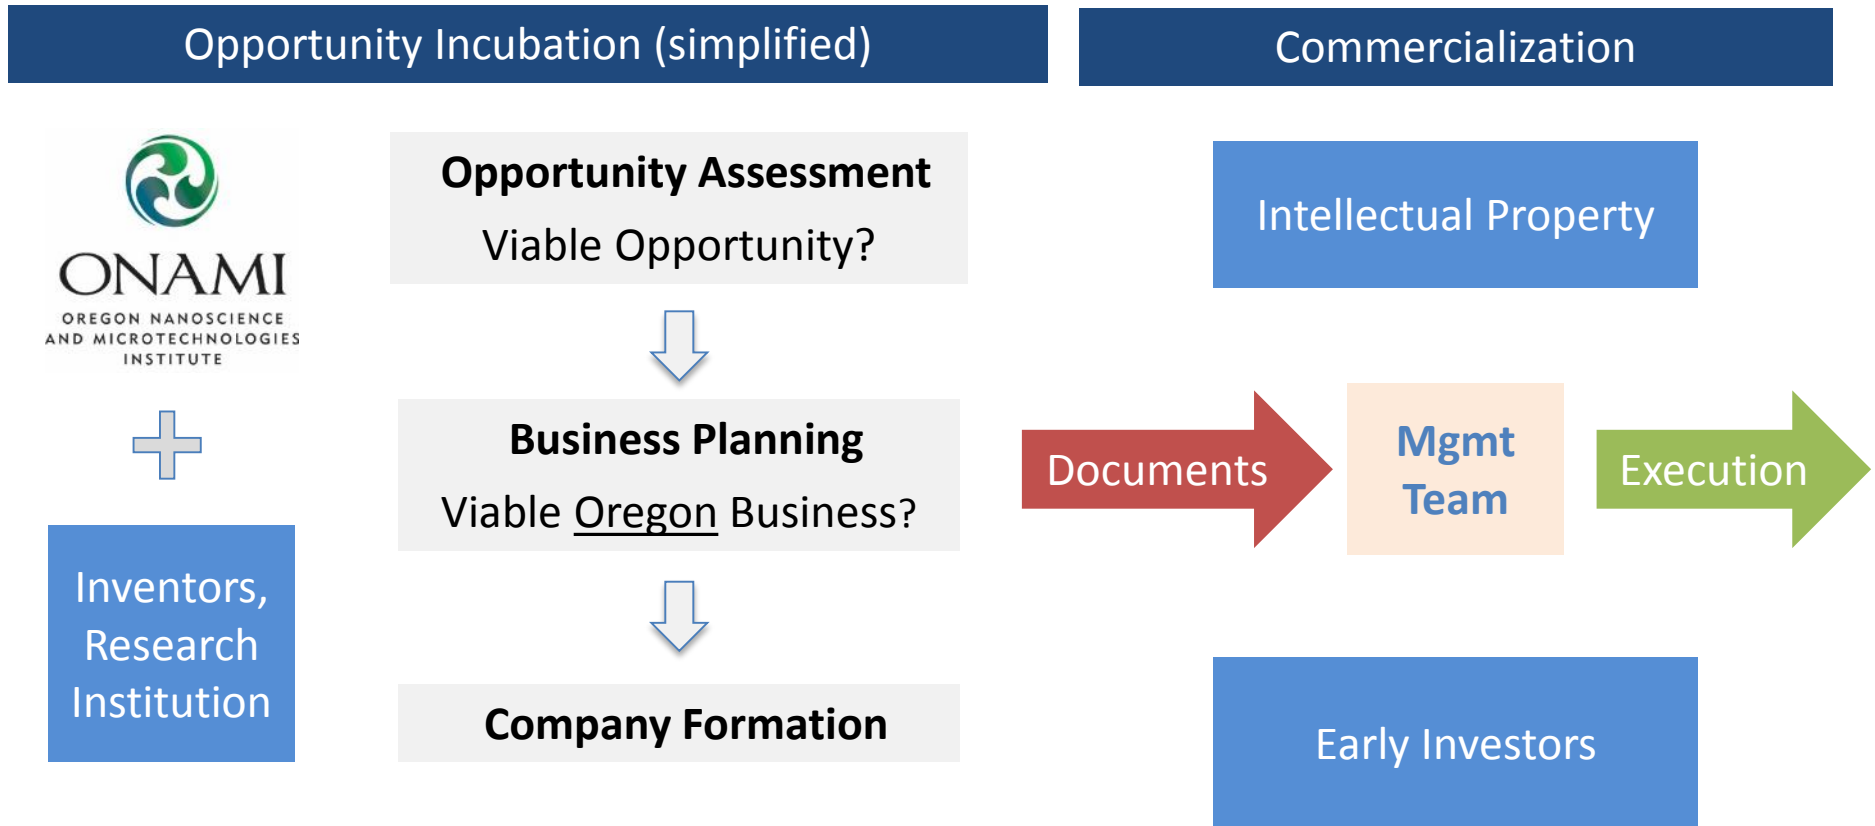 Opportunity Incubation (simplified)
Commercialization
ONAMI
OREGON NANOSCIENCE
AND MICROTECHNOLOGIES
INSTITUTE
Inventors,
Research
Institution
Opportunity Assessment
Viable Opportunity?
Business Planning
Viable Oregon Business?
Company Formation
Intellectual Property
Documents
Mgmt
Team
Execution
Early Investors